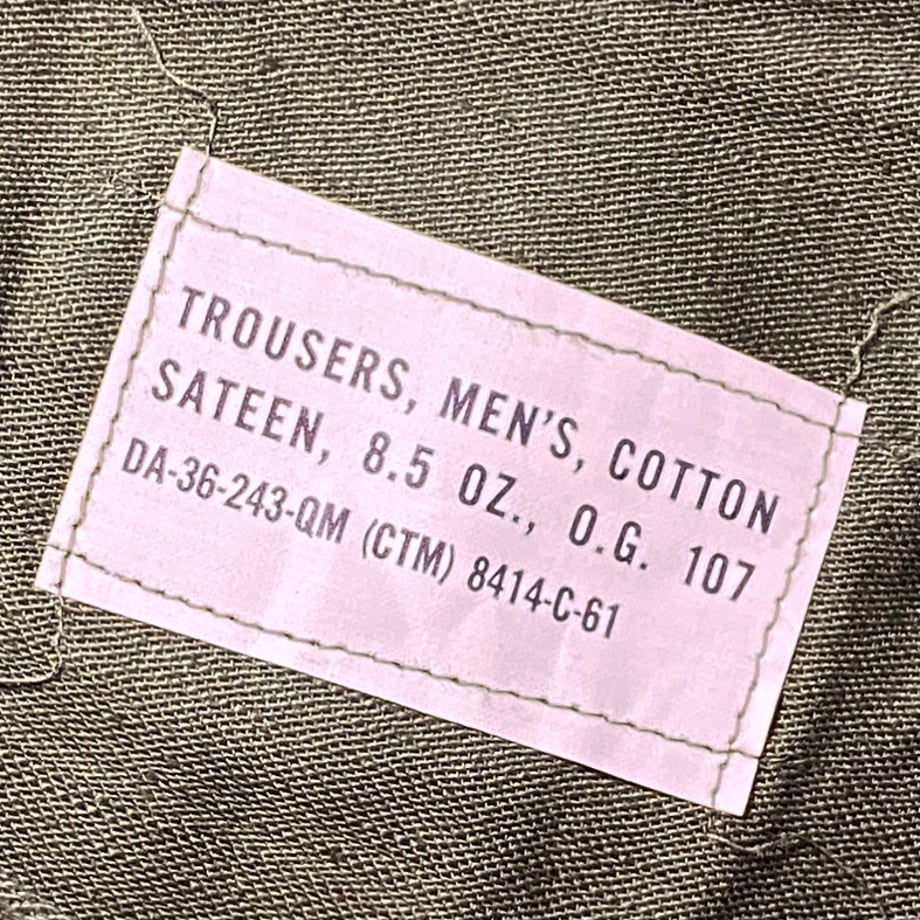 TROUSERS, MEN'S, COTTON
SATEEN, 8.5 OZ., O.G. 107
DA-36-243-QM (CTM) 8414-C-61